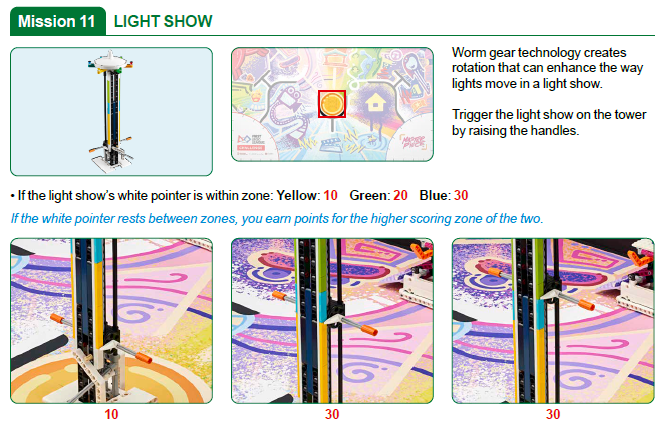 Mission 11 LIGHT SHOW
Worm gear technology creates
rotation that can enhance the way
lights move in a light show.
Trigger the light show on the tower
by raising the handles.
• If the light show's white pointer is within zone: Yellow: 10 Green: 20 Blue: 30
If the white pointer rests between zones, you earn points for the higher scoring zone of the two.
10
30
30